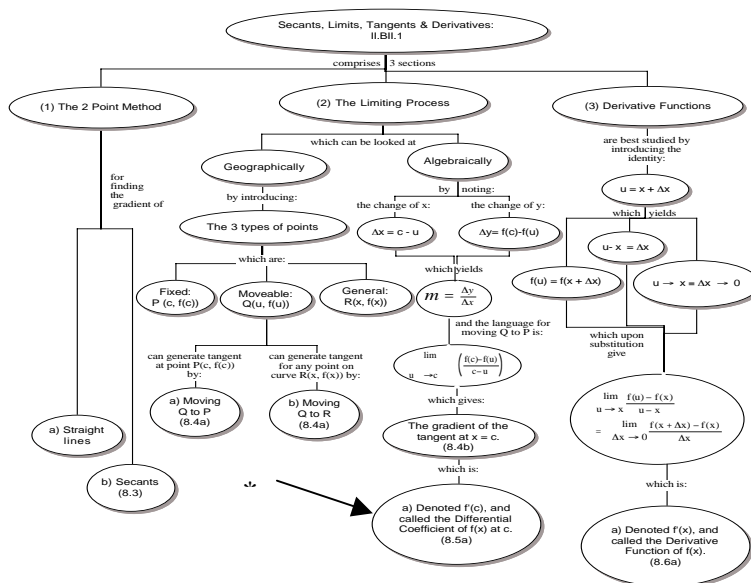 Secants, Limits, Tangents & Derivatives:
II.BII.1
comprises 3 sections
(1) The 2 Point Method
for
finding
the
gradient of
a) Straight
lines
b) Secants
(8.3)
(2) The Limiting Process
which can be looked at
Geographically
by introducing:
The 3 types of points
which are:
Fixed:
P (c, f(c))
Moveable:
Q(u, f(u))
General:
R(x, f(x))
can generate tangent
at point P(c, f(c))
by:
a) Moving
Q to P
(8.4a)
can generate tangent
for any point on
curve R(x, f(x)) by:
b) Moving
Q to R
(8.4a)
Algebraically
by noting:
the change of x:
Δx = c - u
the change of y:
Δy= f(c)-f(u)
which yields
m = Δy/Δx
and the language for
moving Q to P is:
lim u → c (f(c)-f(u)/c-u)
which gives:
The gradient of the
tangent at x = c.
(8.4b)
which is:
*
a) Denoted f'(c), and
called the Differential
Coefficient of f(x) at c.
(8.5a)
(3) Derivative Functions
are best studied by
introducing the
identity:
u = x + Δx
which yields
f(u) = f(x + Δx)
u- x = Δx
u → x = Δx → 0
which upon
substitution
give
lim u → x f(u) – f(x)/u-x
= lim Δx → 0 f(x + Δx) – f(x)/Δx
which is:
a) Denoted f'(x), and
called the Derivative
Function of f(x).
(8.6a)